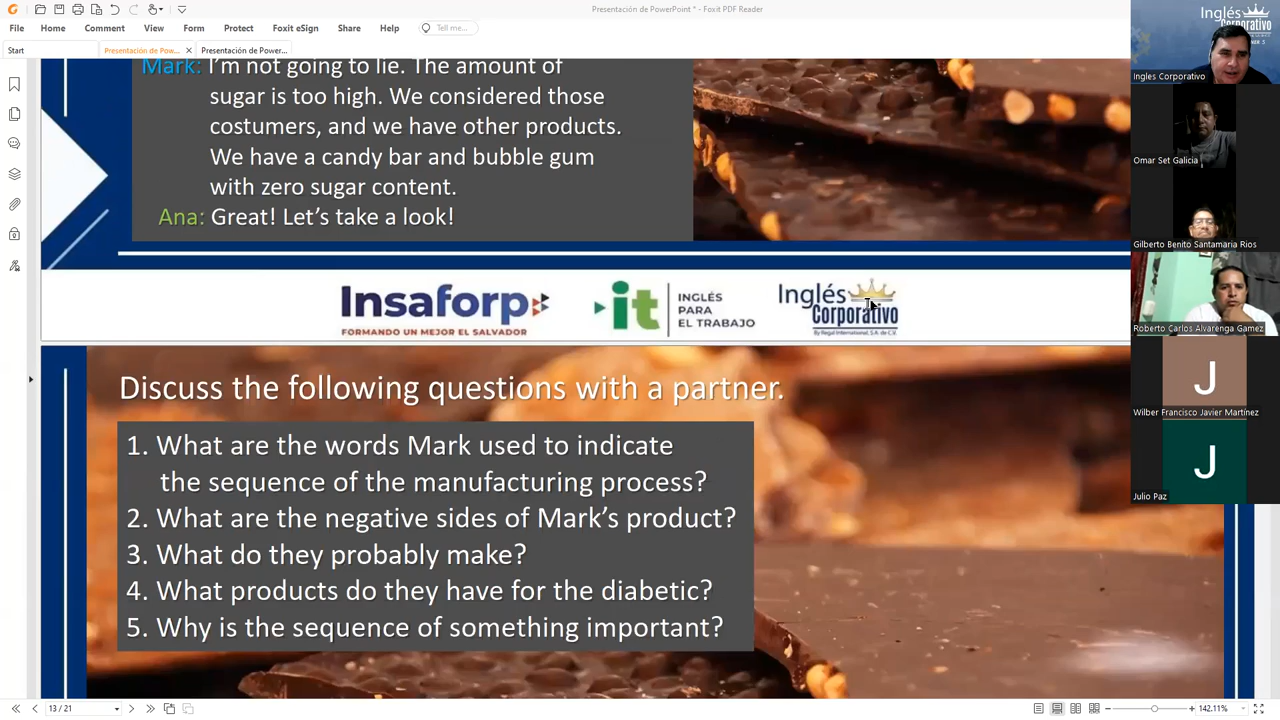 Presentación de PowerPoint * - Foxit PDF Reader
File Home Comment View Form Protect Foxit eSign Share Help Tell me...
Start Presentación de Pow... Presentación de Power...
Mark: I'm not going to lie. The amount of
sugar is too high. We considered those
costumers, and we have other products.
We have a candy bar and bubble gum
with zero sugar content.
Ana: Great! Let's take a look!
Insaforp
FORMANDO UN MEJOR EL SALVADOR
it
INGLÉS
PARA
EL TRABAJO
Inglés
Corporativo
By Regal International, S.A. de C.V.
Discuss the following questions with a partner.
1. What are the words Mark used to indicate
the sequence of the manufacturing process?
2. What are the negative sides of Mark's product?
3. What do they probably make?
4. What products do they have for the diabetic?
5. Why is the sequence of something important?
13 / 21
142.11%
Inglés
Corporativo
Ingles Corporativo
Omar Set Galicia
Gilberto Benito Santamaria Rios
Roberto Carlos Alvarenga Gamez
J
Wilber Francisco Javier Martínez
J
Julio Paz